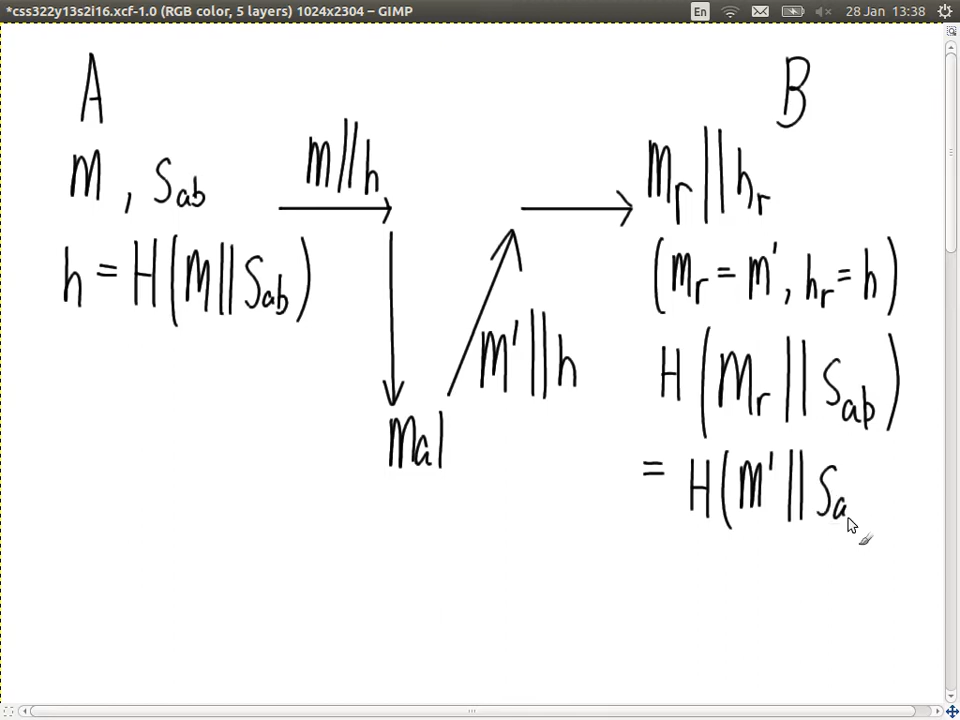 *css322y13s2i16.xcf-1.0 (RGB color, 5 layers) 1024x2304 – GIMP
En
28 Jan 13:38
A
B
m , Sab
m||h
mr||hr
h = H(m||Sab)
(mr = m', hr = h)
m'||h
H(mr||Sab)
mal
= H(m'||Sa